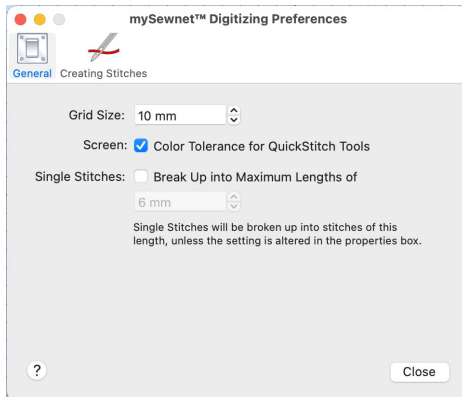 mySewnet™ Digitizing Preferences
General Creating Stitches
Grid Size: 10 mm
Screen: Color Tolerance for QuickStitch Tools
Single Stitches: Break Up into Maximum Lengths of
6 mm
Single Stitches will be broken up into stitches of this
length, unless the setting is altered in the properties box.
? Close